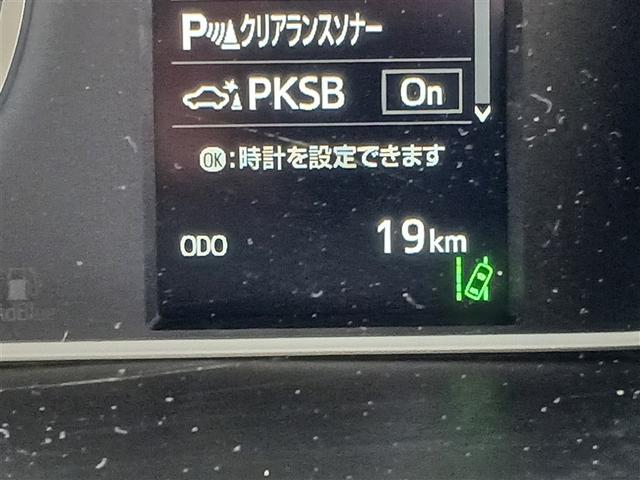 P クリアランスソナー
PKSB On
OK:時計を設定できます
ODO 19km
AdBlue